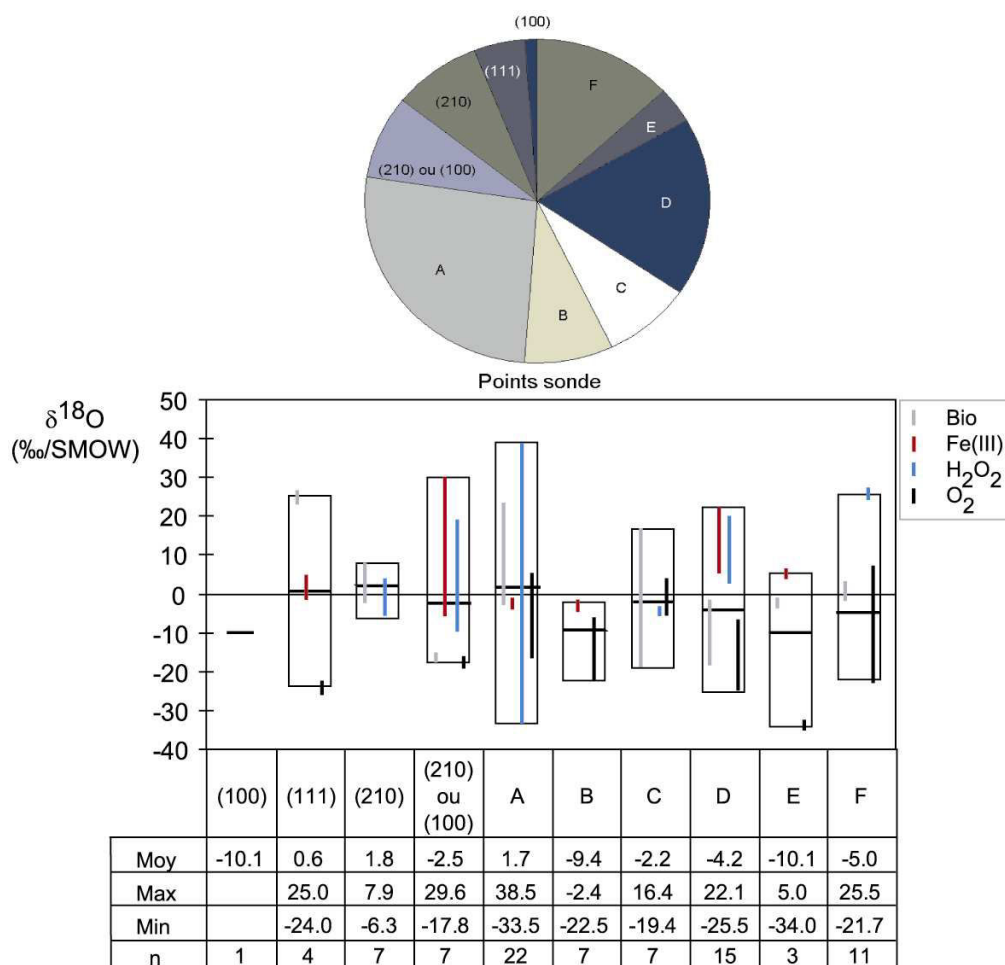 (100)
(111)
F
(210)
E
(210) ou (100)
D
A
C
B
Points sonde
δ18O
(‰/SMOW)
50
40
30
20
10
0
-10
-20
-30
-40
Bio
Fe(III)
H2O2
O2
(100) (111) (210) (210) ou (100) A B C D E F
Moy -10.1 0.6 1.8 -2.5 1.7 -9.4 -2.2 -4.2 -10.1 -5.0
Max 25.0 7.9 29.6 38.5 -2.4 16.4 22.1 5.0 25.5
Min -24.0 -6.3 -17.8 -33.5 -22.5 -19.4 -25.5 -34.0 -21.7
n 1 4 7 7 22 7 7 15 3 11